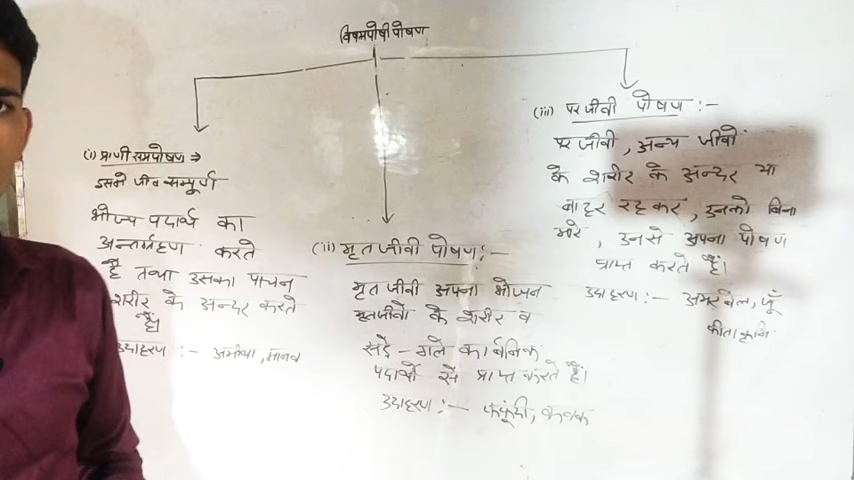 विषमपोषी पोषण
(i) प्राणी समपोषण ⇒
इसमे जीव सम्पूर्ण
भोज्य पदार्थ का
अन्तर्ग्रहण करते
है तथा उसका पाचन
शरीर के अन्दर करते
है।
उदाहरण :- अमीबा, मानव
(ii) मृतजीवी पोषण :-
मृतजीवी अपना भोजन
मृतजीवो के शरीर व
सडे-गले कार्बनिक
पदार्थो से प्राप्त करते है।
उदाहरण :- फफूंदी, कवक
(iii) परजीवी पोषण :-
परजीवी, अन्य जीवों
के शरीर के अन्दर या
बाहर रहकर, उनको बिना
मारे, उनसे अपना पोषण
प्राप्त करते हैं।
उदाहरण :- अमरबेल, जूँ